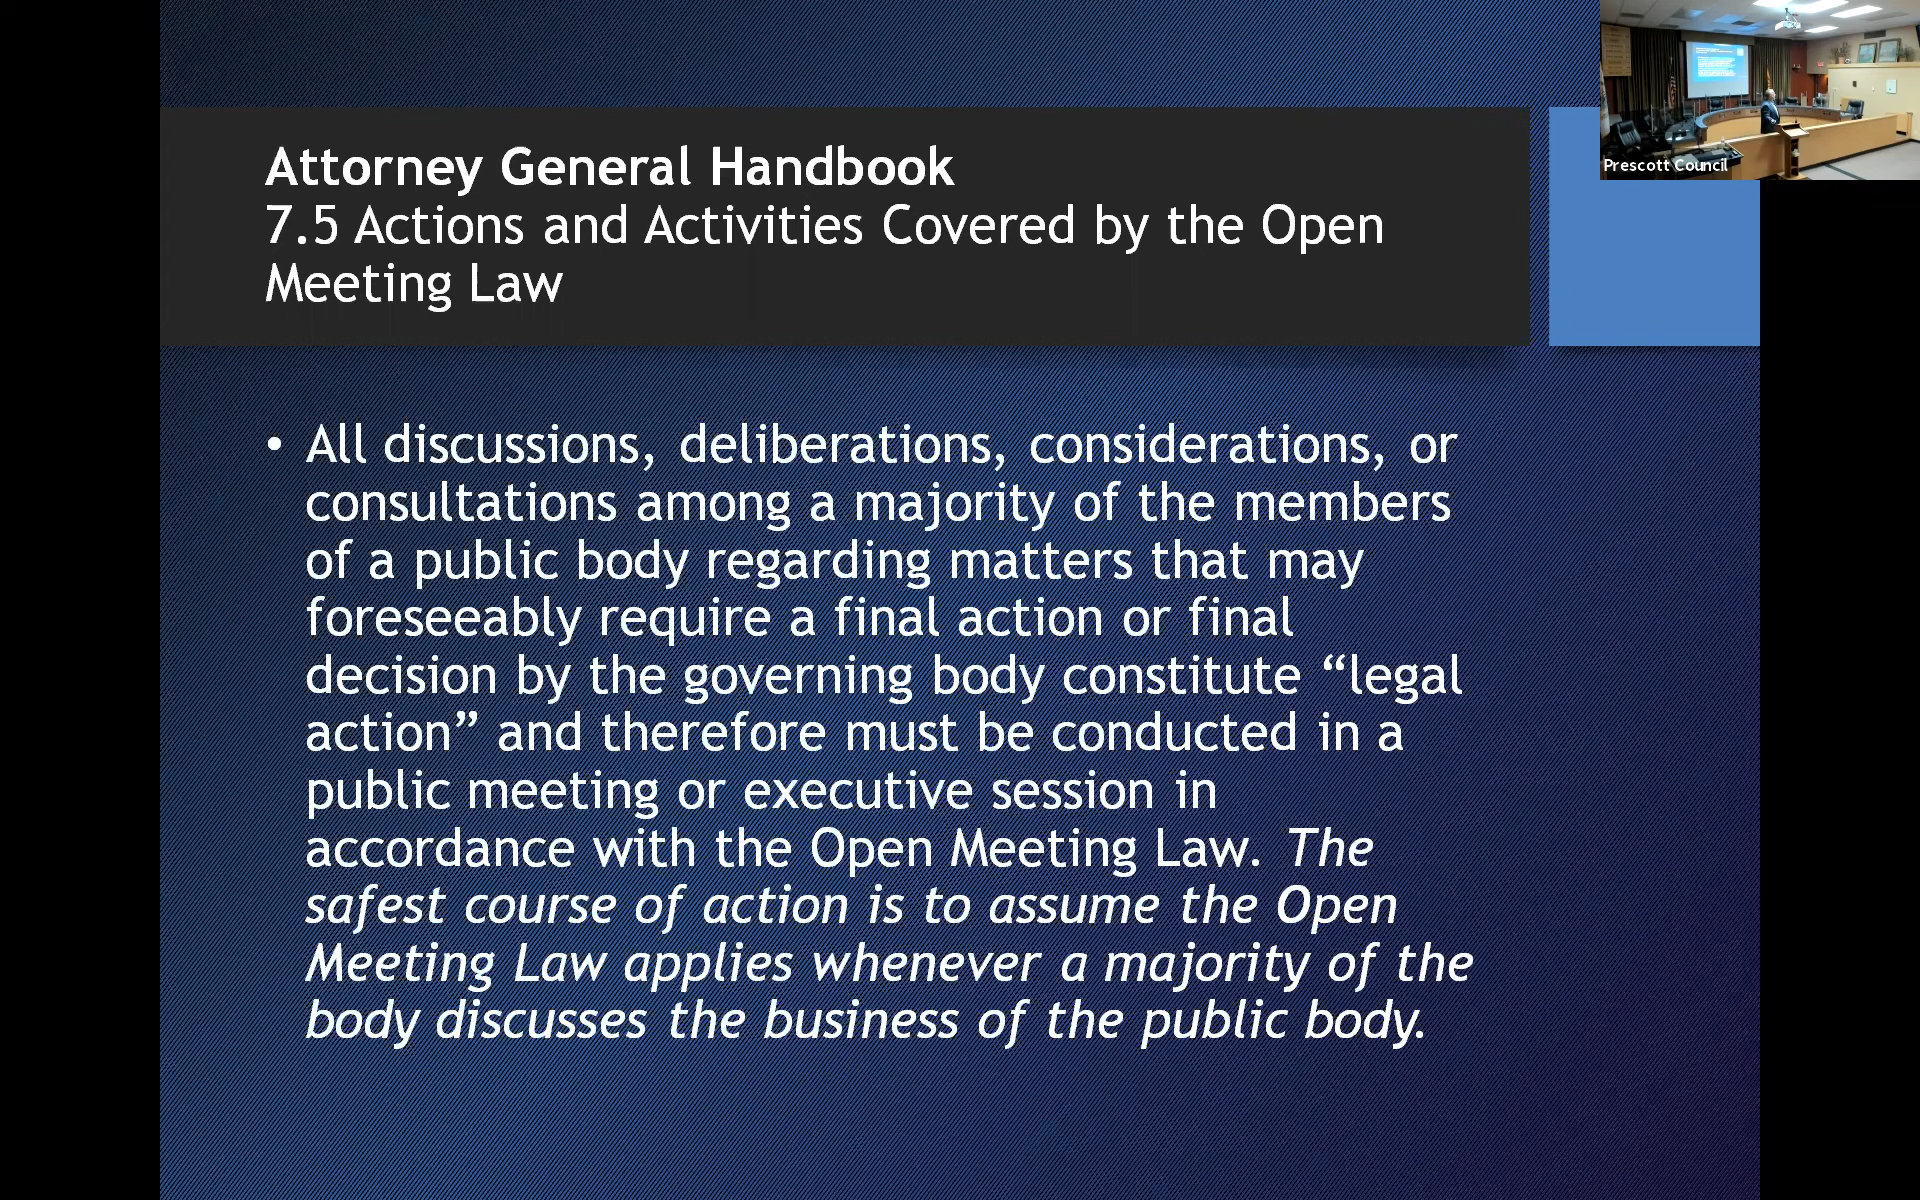 Attorney General Handbook
7.5 Actions and Activities Covered by the Open
Meeting Law
Prescott Council
• All discussions, deliberations, considerations, or
consultations among a majority of the members
of a public body regarding matters that may
foreseeably require a final action or final
decision by the governing body constitute “legal
action” and therefore must be conducted in a
public meeting or executive session in
accordance with the Open Meeting Law. The
safest course of action is to assume the Open
Meeting Law applies whenever a majority of the
body discusses the business of the public body.